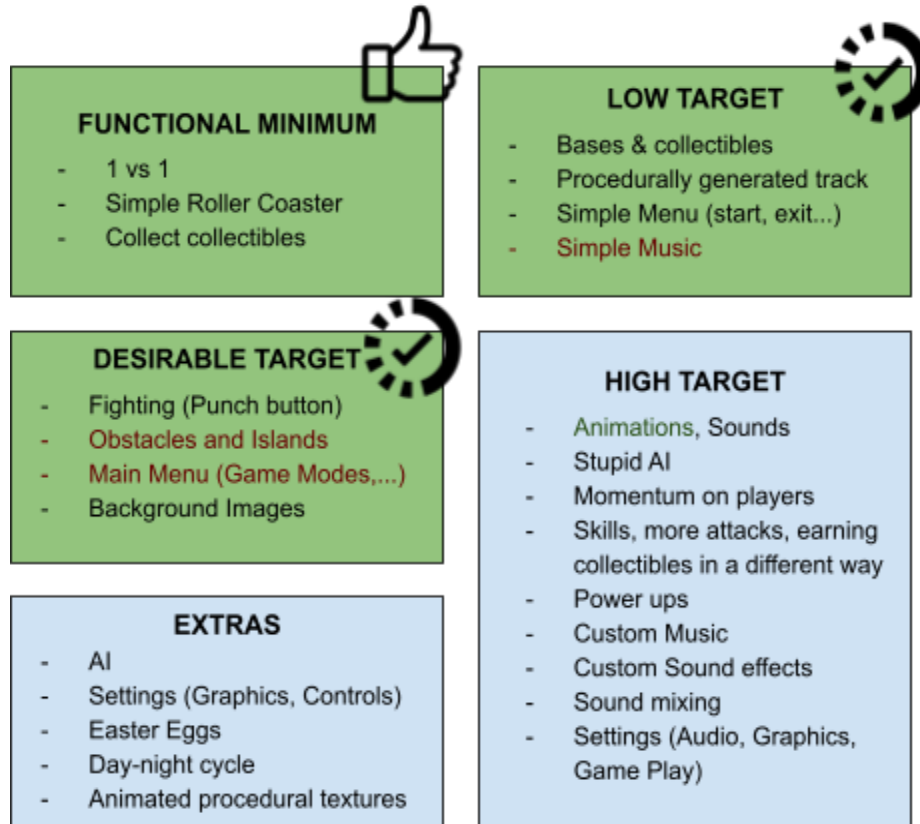 FUNCTIONAL MINIMUM
- 1 vs 1
- Simple Roller Coaster
- Collect collectibles
LOW TARGET
- Bases & collectibles
- Procedurally generated track
- Simple Menu (start, exit...)
- Simple Music
DESIRABLE TARGET
- Fighting (Punch button)
- Obstacles and Islands
- Main Menu (Game Modes,...)
- Background Images
HIGH TARGET
- Animations, Sounds
- Stupid AI
- Momentum on players
- Skills, more attacks, earning
collectibles in a different way
- Power ups
- Custom Music
- Custom Sound effects
- Sound mixing
- Settings (Audio, Graphics,
Game Play)
EXTRAS
- AI
- Settings (Graphics, Controls)
- Easter Eggs
- Day-night cycle
- Animated procedural textures